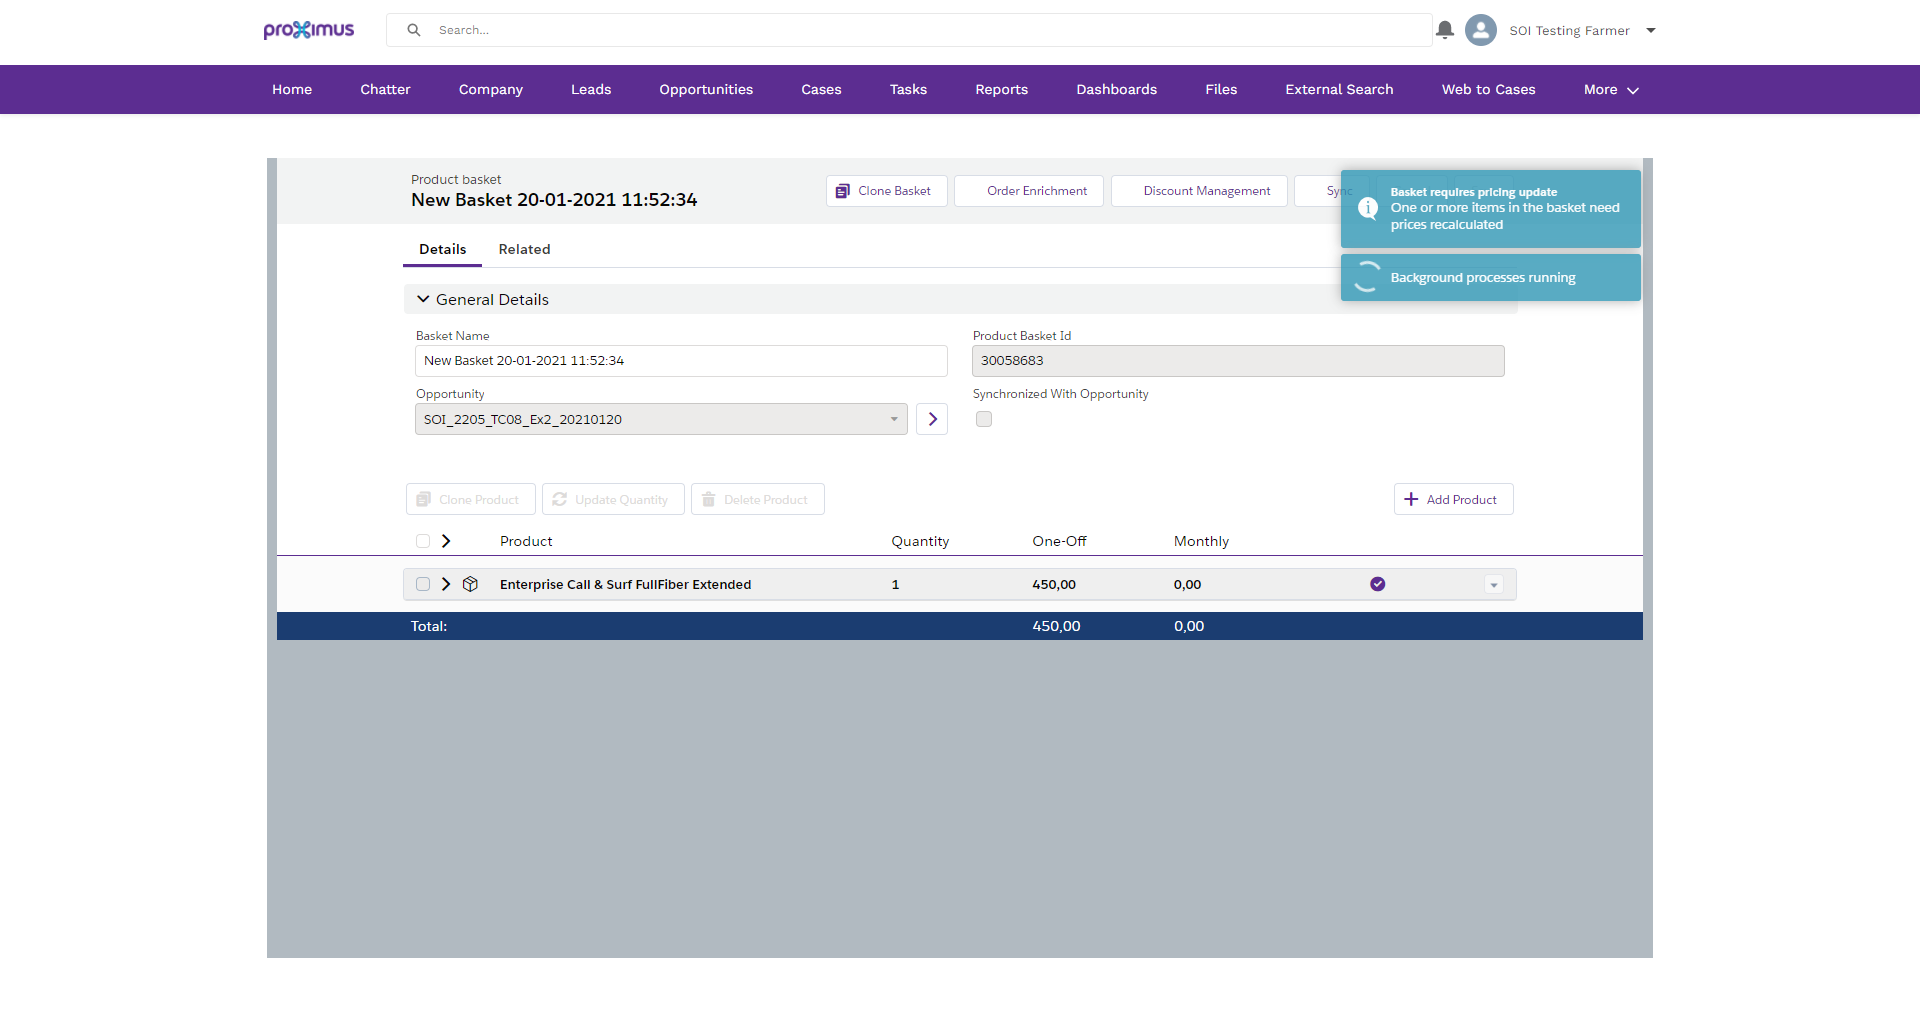 proximus
Search...
SOI Testing Farmer
Home
Chatter
Company
Leads
Opportunities
Cases
Tasks
Reports
Dashboards
Files
External Search
Web to Cases
More
Product basket
New Basket 20-01-2021 11:52:34
Clone Basket
Order Enrichment
Discount Management
Sync
Basket requires pricing update
One or more items in the basket need
prices recalculated
Background processes running
Details
Related
General Details
Basket Name
Product Basket Id
New Basket 20-01-2021 11:52:34
30058683
Opportunity
Synchronized With Opportunity
SOI_2205_TC08_Ex2_20210120
Clone Product
Update Quantity
Delete Product
Add Product
Product
Quantity
One-Off
Monthly
Enterprise Call & Surf FullFiber Extended
1
450,00
0,00
Total:
450,00
0,00